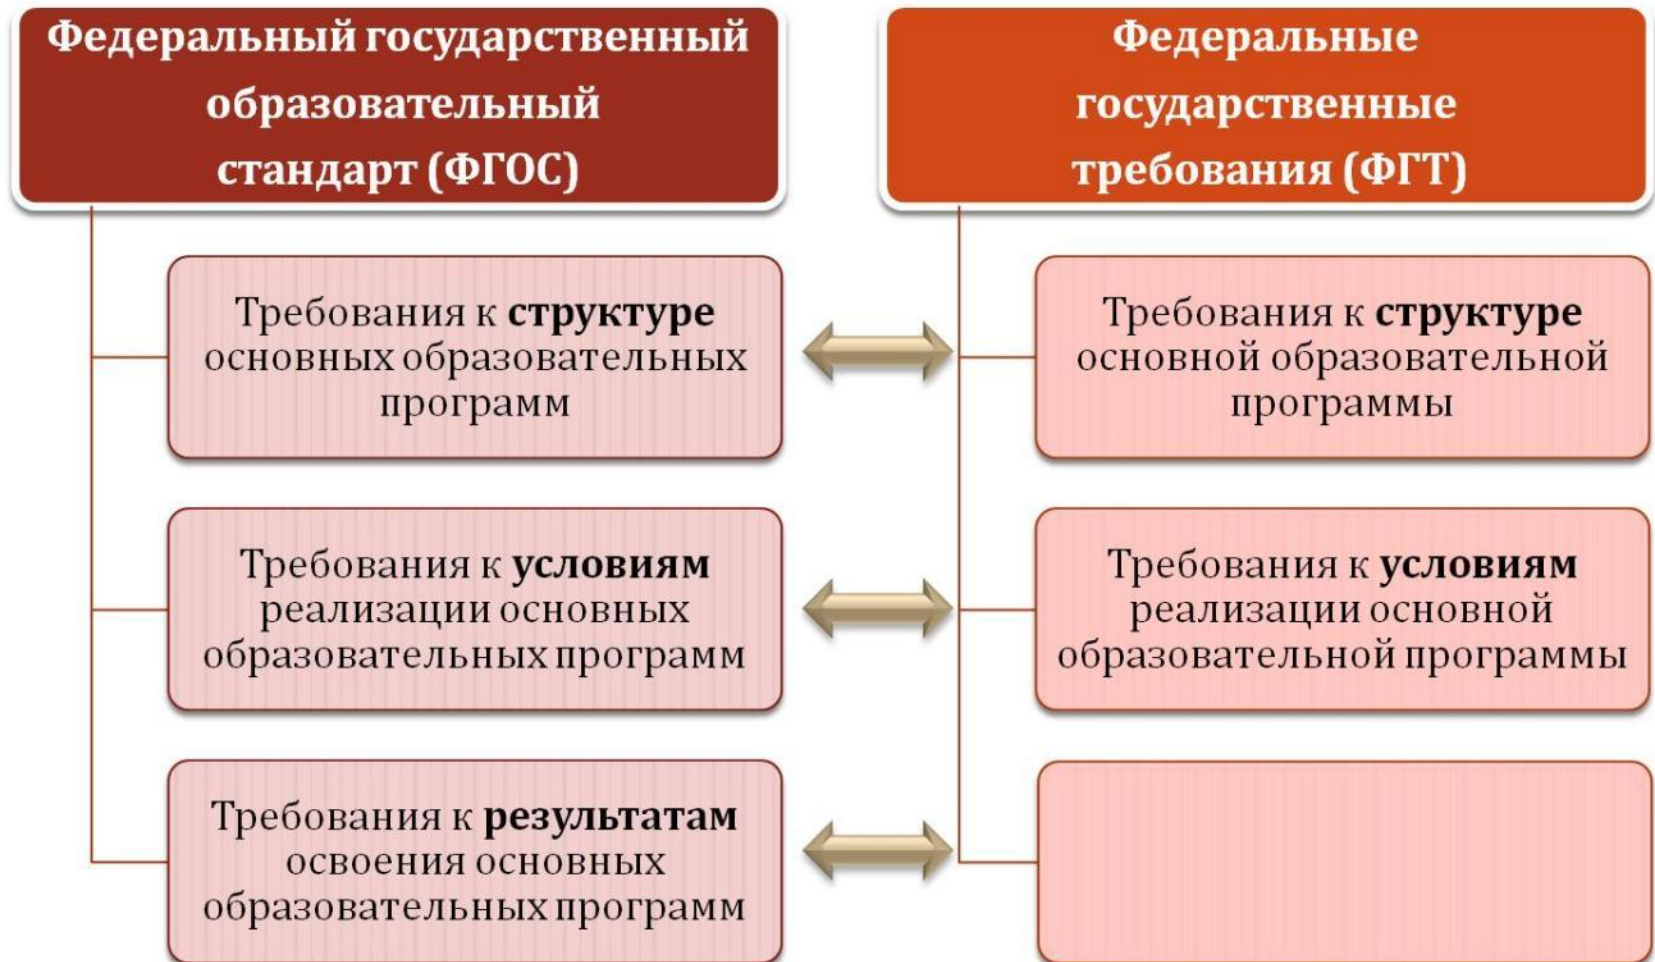 Федеральный государственный
образовательный
стандарт (ФГОС)
Требования к структуре
основных образовательных
программ
Требования к условиям
реализации основных
образовательных программ
Требования к результатам
освоения основных
образовательных программ
Федеральные
государственные
требования (ФГТ)
Требования к структуре
основной образовательной
программы
Требования к условиям
реализации основной
образовательной программы